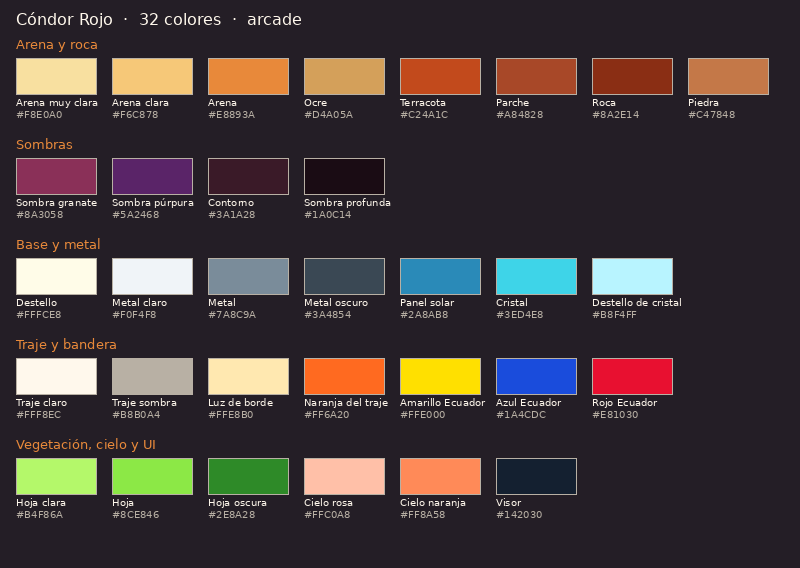 Cóndor Rojo · 32 colores · arcade
Arena y roca
Arena muy clara Arena clara Arena Ocre Terracota Parche Roca Piedra
#F8E0A0 #F6C878 #E8893A #D4A05A #C24A1C #A84828 #8A2E14 #C47848
Sombras
Sombra granate Sombra púrpura Contorno Sombra profunda
#8A3058 #5A2468 #3A1A28 #1A0C14
Base y metal
Destello Metal claro Metal Metal oscuro Panel solar Cristal Destello de cristal
#FFFCE8 #F0F4F8 #7A8C9A #3A4854 #2A8AB8 #3ED4E8 #B8F4FF
Traje y bandera
Traje claro Traje sombra Luz de borde Naranja del traje Amarillo Ecuador Azul Ecuador Rojo Ecuador
#FFF8EC #B8B0A4 #FFE8B0 #FF6A20 #FFE000 #1A4CDC #E81030
Vegetación, cielo y UI
Hoja clara Hoja Hoja oscura Cielo rosa Cielo naranja Visor
#B4F86A #8CE846 #2E8A28 #FFC0A8 #FF8A58 #142030